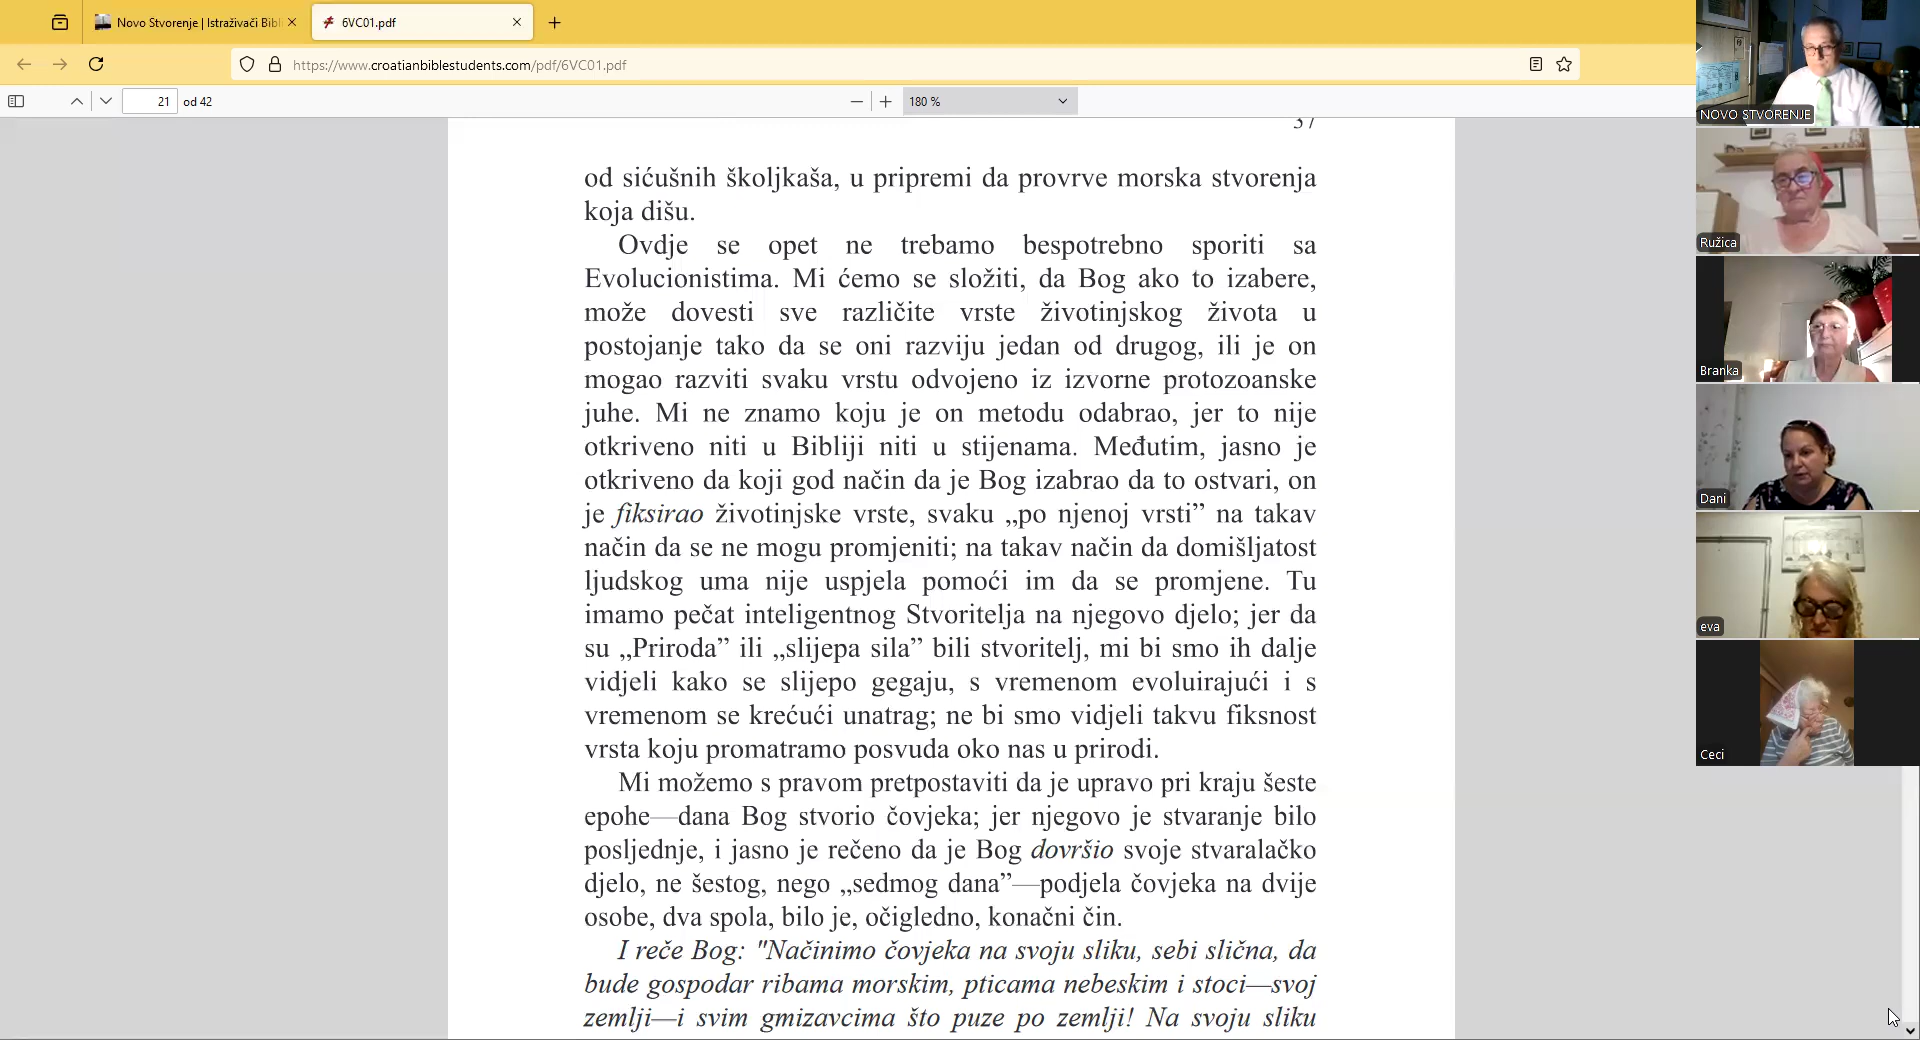 Novo Stvorenje | Istraživači Bibl
6VC01.pdf
https://www.croatianbiblestudents.com/pdf/6VC01.pdf
21 od 42
180 %
37
od sićušnih školjkaša, u pripremi da provrve morska stvorenja
koja dišu.
Ovdje se opet ne trebamo bespotrebno sporiti sa
Evolucionistima. Mi ćemo se složiti, da Bog ako to izabere,
može dovesti sve različite vrste životinjskog života u
postojanje tako da se oni razviju jedan od drugog, ili je on
mogao razviti svaku vrstu odvojeno iz izvorne protozoanske
juhe. Mi ne znamo koju je on metodu odabrao, jer to nije
otkriveno niti u Bibliji niti u stijenama. Međutim, jasno je
otkriveno da koji god način da je Bog izabrao da to ostvari, on
je fiksirao životinjske vrste, svaku „po njenoj vrsti” na takav
način da se ne mogu promjeniti; na takav način da domišljatost
ljudskog uma nije uspjela pomoći im da se promjene. Tu
imamo pečat inteligentnog Stvoritelja na njegovo djelo; jer da
su „Priroda” ili „slijepa sila” bili stvoritelj, mi bi smo ih dalje
vidjeli kako se slijepo gegaju, s vremenom evoluirajući i s
vremenom se krećući unatrag; ne bi smo vidjeli takvu fiksnost
vrsta koju promatramo posvuda oko nas u prirodi.
Mi možemo s pravom pretpostaviti da je upravo pri kraju šeste
epohe—dana Bog stvorio čovjeka; jer njegovo je stvaranje bilo
posljednje, i jasno je rečeno da je Bog dovršio svoje stvaralačko
djelo, ne šestog, nego „sedmog dana”—podjela čovjeka na dvije
osobe, dva spola, bilo je, očigledno, konačni čin.
I reče Bog: "Načinimo čovjeka na svoju sliku, sebi slična, da
bude gospodar ribama morskim, pticama nebeskim i stoci—svoj
zemlji—i svim gmizavcima što puze po zemlji! Na svoju sliku
NOVO STVORENJE
Ružica
Branka
Dani
eva
Ceci